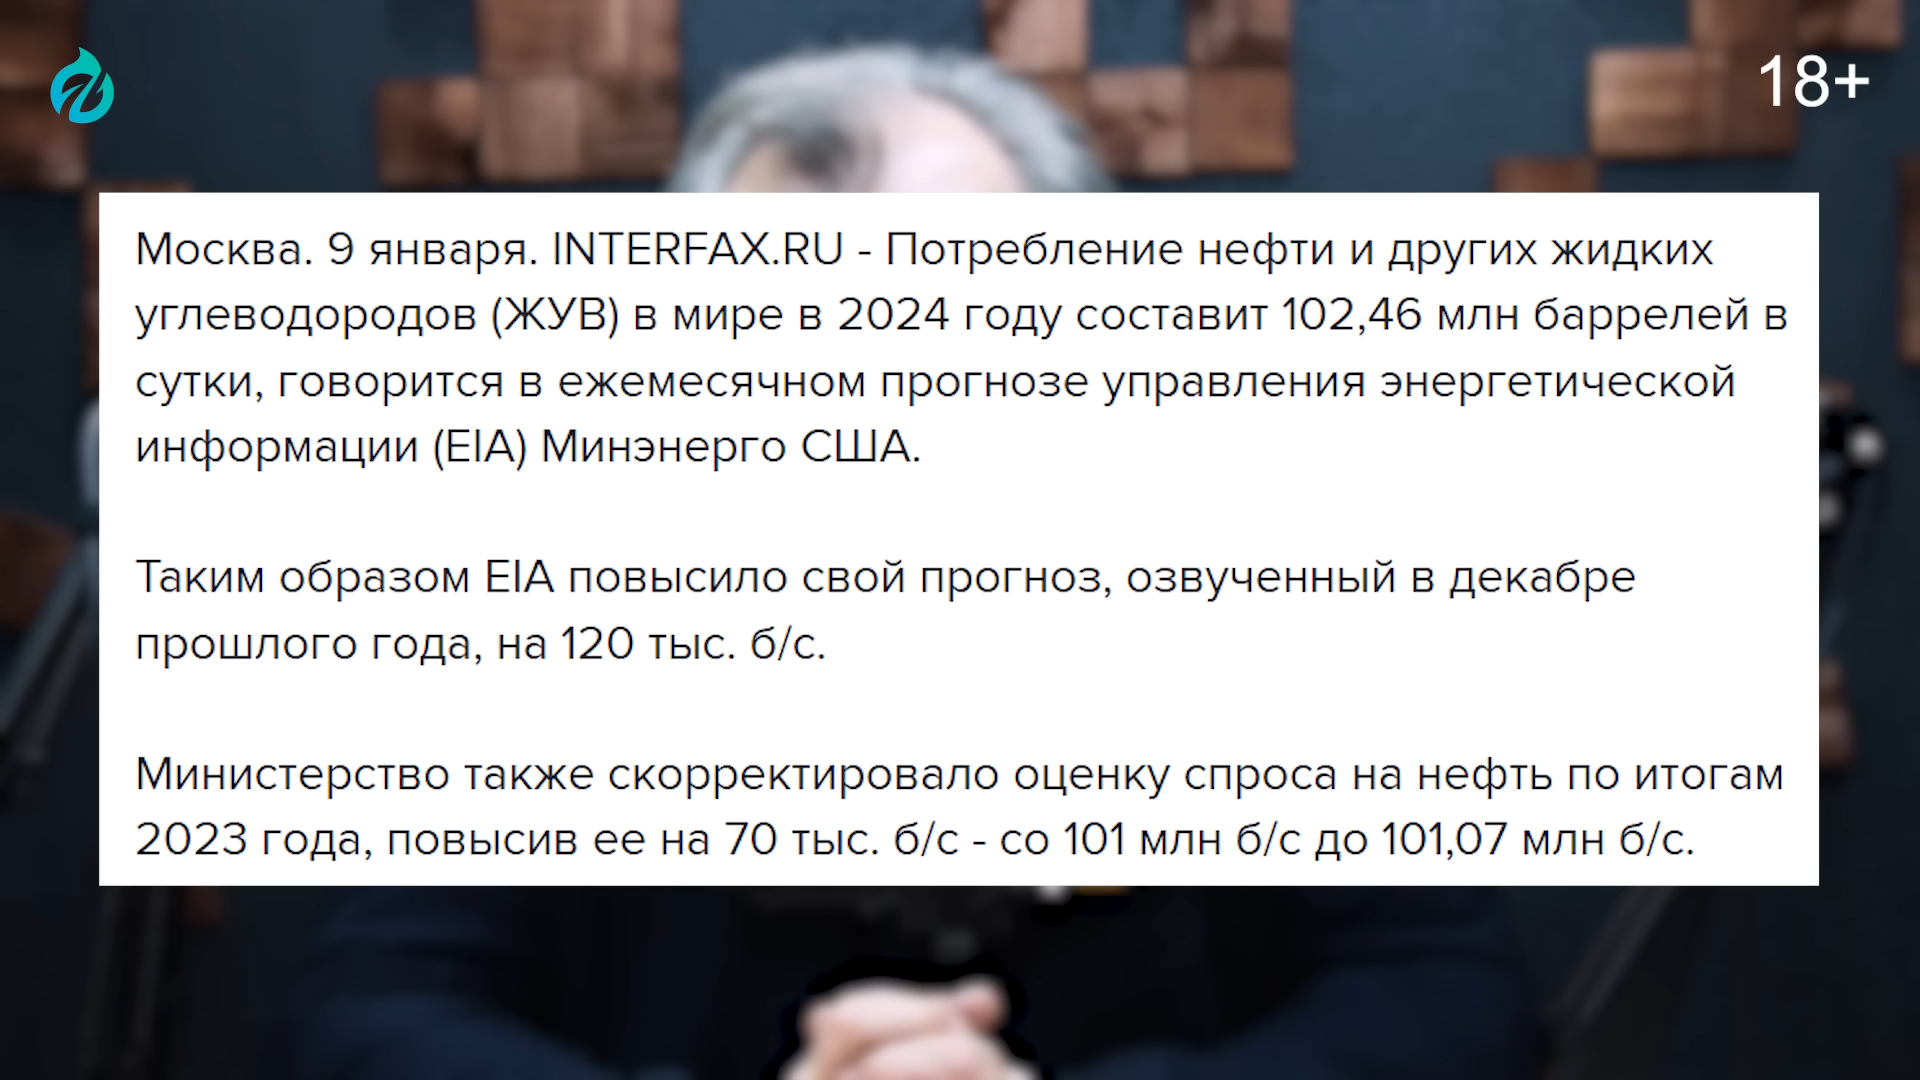 18+
Москва. 9 января. INTERFAX.RU - Потребление нефти и других жидких
углеводородов (ЖУВ) в мире в 2024 году составит 102,46 млн баррелей в
сутки, говорится в ежемесячном прогнозе управления энергетической
информации (EIA) Минэнерго США.
Таким образом EIA повысило свой прогноз, озвученный в декабре
прошлого года, на 120 тыс. б/с.
Министерство также скорректировало оценку спроса на нефть по итогам
2023 года, повысив ее на 70 тыс. б/с - со 101 млн б/с до 101,07 млн б/с.